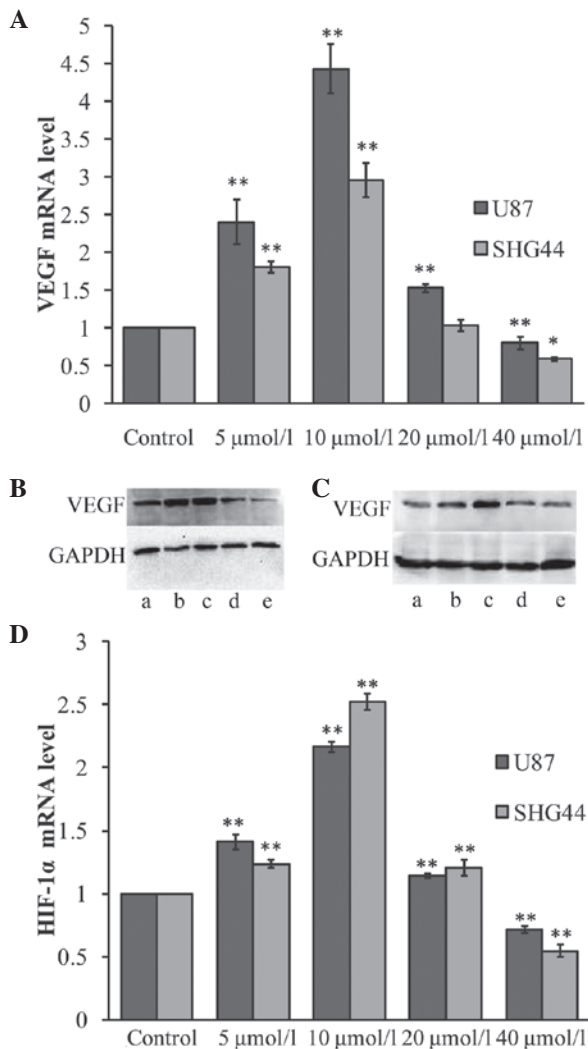 A
VEGF mRNA level
4.5
4
3.5
3
2.5
2
1.5
1
0.5
0
**
**
**
**
**
**
*
U87
SHG44
Control 5 µmol/l 10 µmol/l 20 µmol/l 40 µmol/l
B
VEGF
GAPDH
a b c d e
C
VEGF
GAPDH
a b c d e
D
HIF-1α mRNA level
3
2.5
2
1.5
1
0.5
0
**
**
**
**
**
**
**
**
U87
SHG44
Control 5 µmol/l 10 µmol/l 20 µmol/l 40 µmol/l